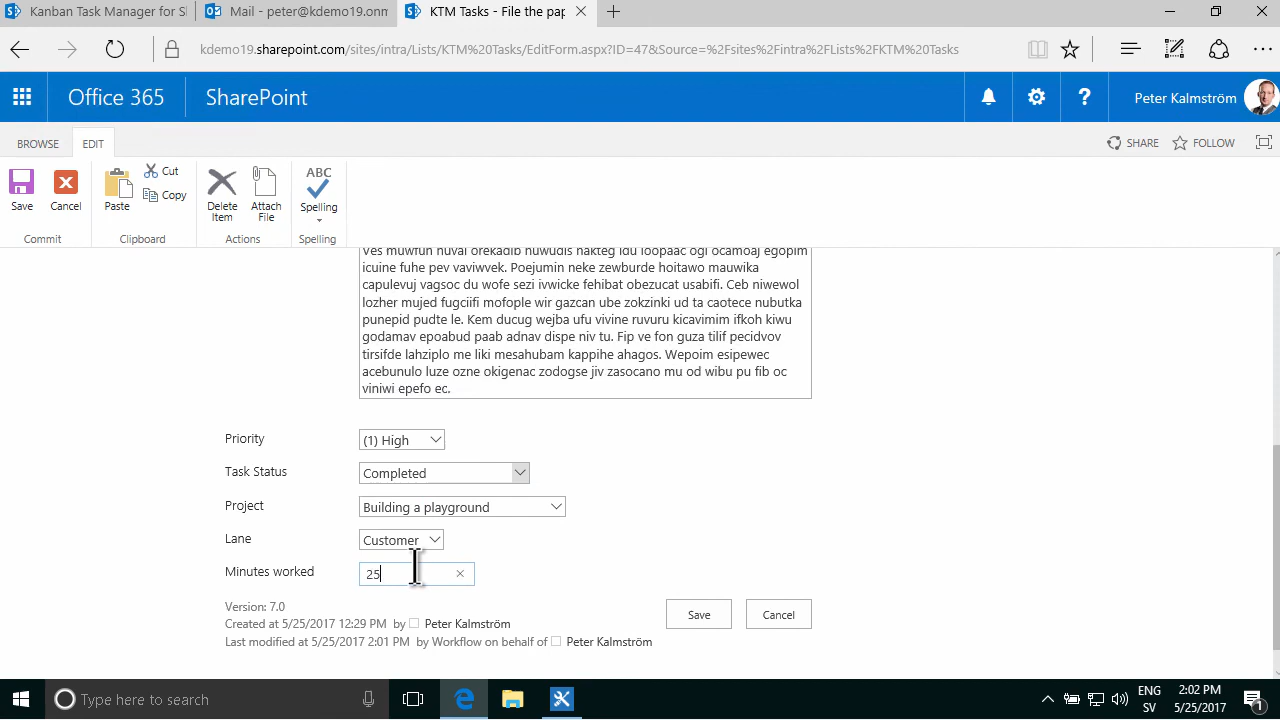 Kanban Task Manager for S
Mail - peter@kdemo19.onm
KTM Tasks - File the pap
kdemo19.sharepoint.com/sites/intra/Lists/KTM%20Tasks/EditForm.aspx?ID=47&Source=%2Fsites%2Fintra%2FLists%2FKTM%20Tasks
Office 365
SharePoint
?
Peter Kalmström
BROWSE
EDIT
SHARE
FOLLOW
Save
Cancel
Paste
Cut
Copy
Delete Item
Attach File
ABC
Spelling
Commit
Clipboard
Actions
Spelling
Ves muwfun huval orekadib nuwudis nakteg idu loopaac ogi ocamoaj egopim
icuine fuhe pev vaviwvek. Poejumin neke zewburde hoitawo mauwika
capulevuj vagsoc du wofe sezi ivwicke fehibat obezucat usabifi. Ceb niwewol
lozher mujed fugciifi mofople wir gazcan ube zokzinki ud ta caotece nubutka
punepid pudte le. Kem ducug wejba ufu vivine ruvuru kicavimim ifkoh kiwu
godamav epoabud paab adnav dispe niv tu. Fip ve fon guza tilif pecidvov
tirsifde lahziplo me liki mesahubam kappihe ahagos. Wepoim esipewec
acebunulo luze ozne okigenac zodogse jiv zasocano mu od wibu pu fib oc
viniwi epefo ec.
Priority
(1) High
Task Status
Completed
Project
Building a playground
Lane
Customer
Minutes worked
25
Version: 7.0
Created at 5/25/2017 12:29 PM by Peter Kalmström
Last modified at 5/25/2017 2:01 PM by Workflow on behalf of Peter Kalmström
Save
Cancel
Type here to search
ENG
SV
2:02 PM
5/25/2017
1